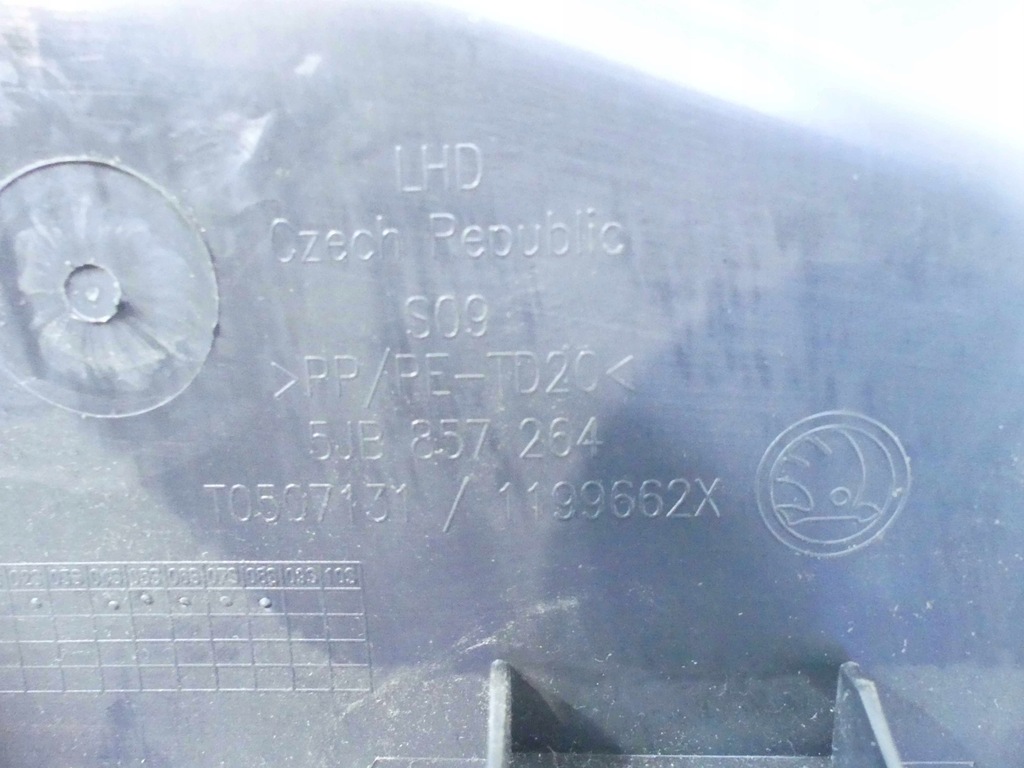 LHD
Czech Republic
S09
>PP/PE-TD20<
5JB 857 264
T0507131 / 1199662X